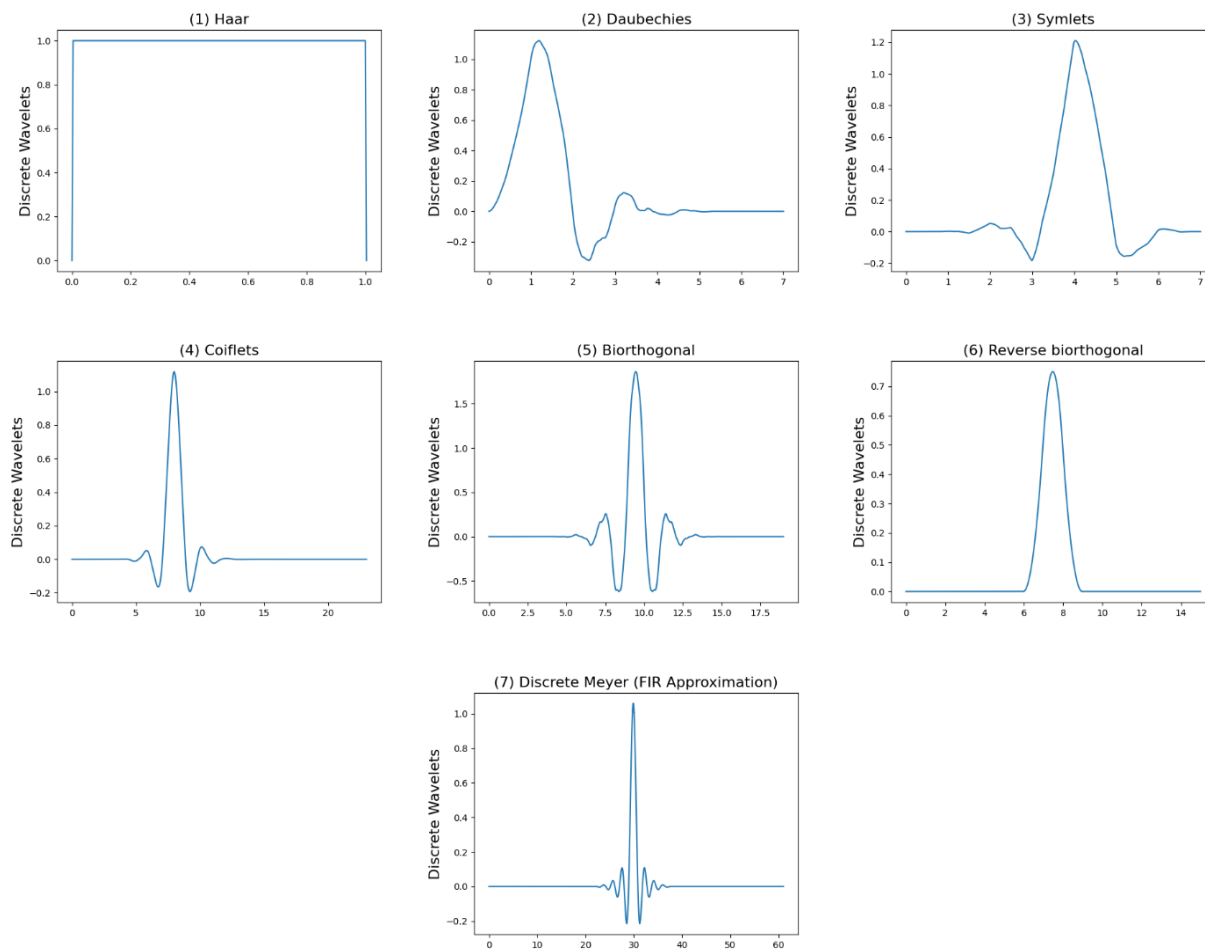 (1) Haar
Discrete Wavelets
1.0
0.8
0.6
0.4
0.2
0.0
0.0 0.2 0.4 0.6 0.8 1.0
(2) Daubechies
Discrete Wavelets
1.0
0.8
0.6
0.4
0.2
0.0
−0.2
0 1 2 3 4 5 6 7
(3) Symlets
Discrete Wavelets
1.2
1.0
0.8
0.6
0.4
0.2
0.0
−0.2
0 1 2 3 4 5 6 7
(4) Coiflets
Discrete Wavelets
1.0
0.8
0.6
0.4
0.2
0.0
−0.2
0 5 10 15 20
(5) Biorthogonal
Discrete Wavelets
1.5
1.0
0.5
0.0
−0.5
0.0 2.5 5.0 7.5 10.0 12.5 15.0 17.5
(6) Reverse biorthogonal
Discrete Wavelets
0.7
0.6
0.5
0.4
0.3
0.2
0.1
0.0
0 2 4 6 8 10 12 14
(7) Discrete Meyer (FIR Approximation)
Discrete Wavelets
1.0
0.8
0.6
0.4
0.2
0.0
−0.2
0 10 20 30 40 50 60